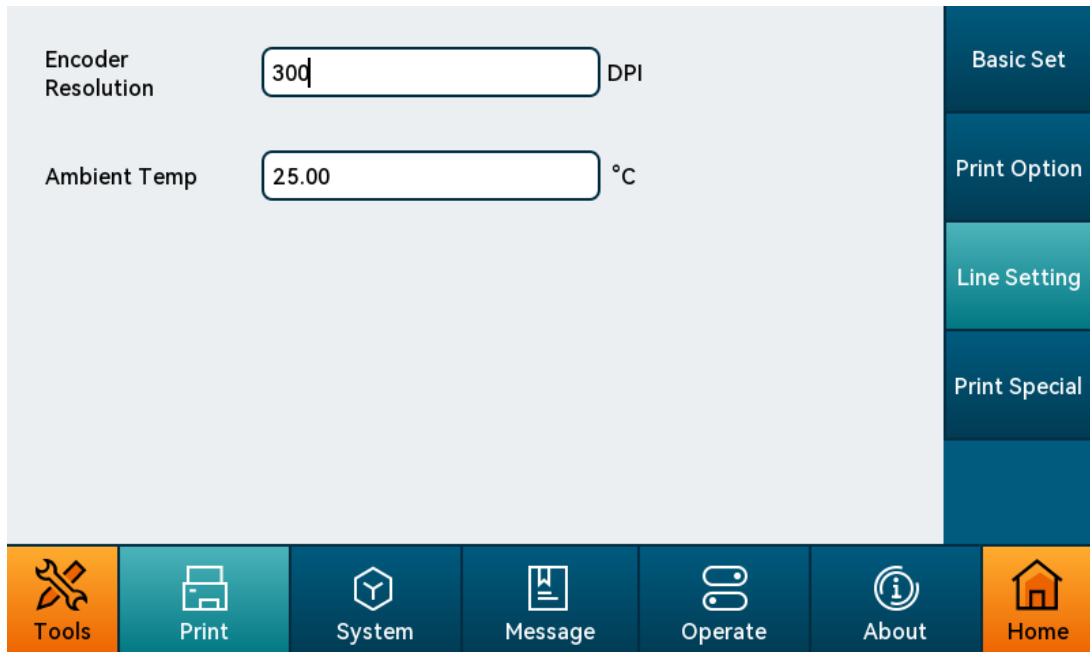 Encoder
Resolution
300
DPI
Ambient Temp
25.00
°C
Basic Set
Print Option
Line Setting
Print Special
Tools
Print
System
Message
Operate
About
Home